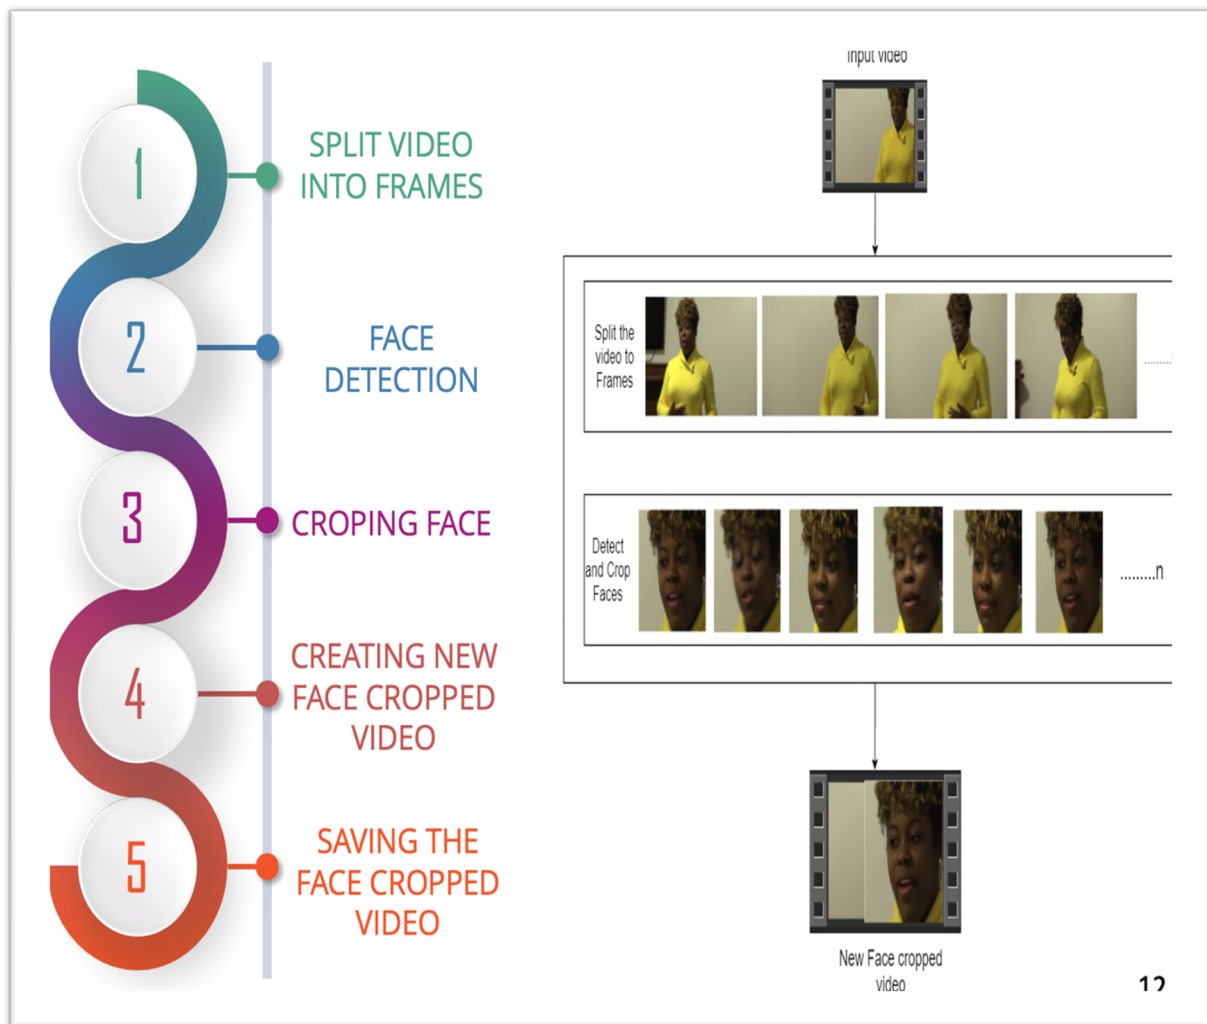 1
SPLIT VIDEO
INTO FRAMES
2
FACE
DETECTION
3
CROPING FACE
4
CREATING NEW
FACE CROPPED
VIDEO
5
SAVING THE
FACE CROPPED
VIDEO
Input video
Split the
video to
Frames
........
Detect
and Crop
Faces
.........n
New Face cropped
video
12